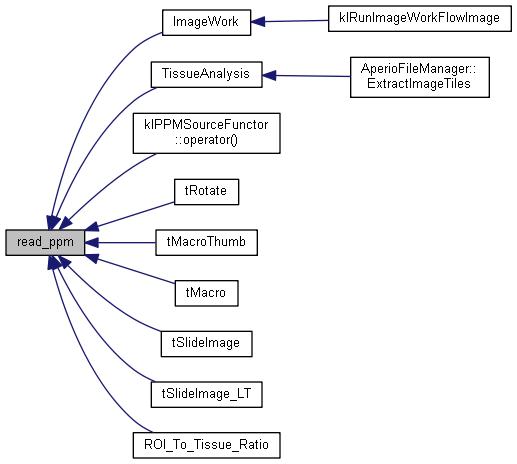 ImageWork
klRunImageWorkFlowImage
TissueAnalysis
AperioFileManager::
ExtractImageTiles
klPPMSourceFunctor
::operator()
tRotate
read_ppm
tMacroThumb
tMacro
tSlideImage
tSlideImage_LT
ROI_To_Tissue_Ratio